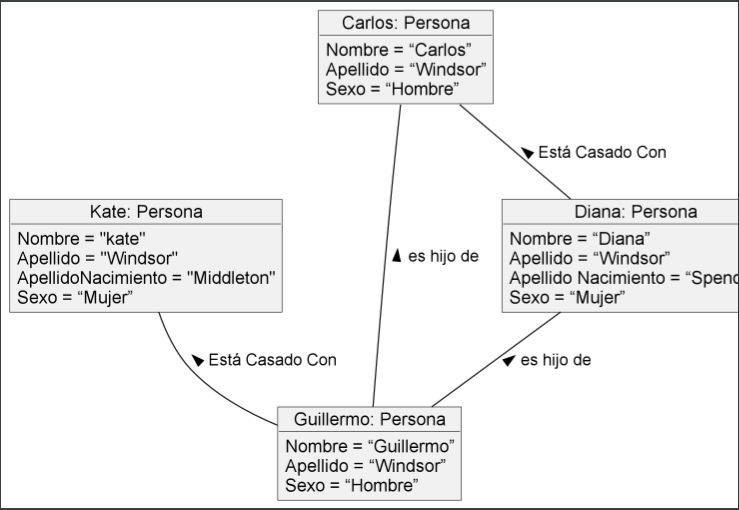 Carlos: Persona
Nombre = “Carlos”
Apellido = “Windsor”
Sexo = “Hombre”
Está Casado Con
Kate: Persona
Nombre = "kate"
Apellido = "Windsor"
ApellidoNacimiento = "Middleton"
Sexo = “Mujer”
Diana: Persona
Nombre = “Diana”
Apellido = “Windsor”
Apellido Nacimiento = “Spenc
Sexo = “Mujer”
es hijo de
Está Casado Con
es hijo de
Guillermo: Persona
Nombre = “Guillermo”
Apellido = “Windsor”
Sexo = “Hombre”